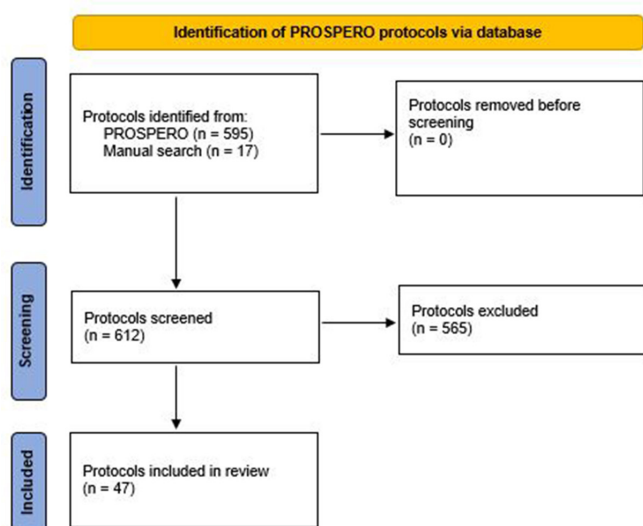 Identification of PROSPERO protocols via database
Identification
Protocols identified from:
PROSPERO (n = 595)
Manual search (n = 17)
Protocols removed before
screening
(n = 0)
Screening
Protocols screened
(n = 612)
Protocols excluded
(n = 565)
Included
Protocols included in review
(n = 47)